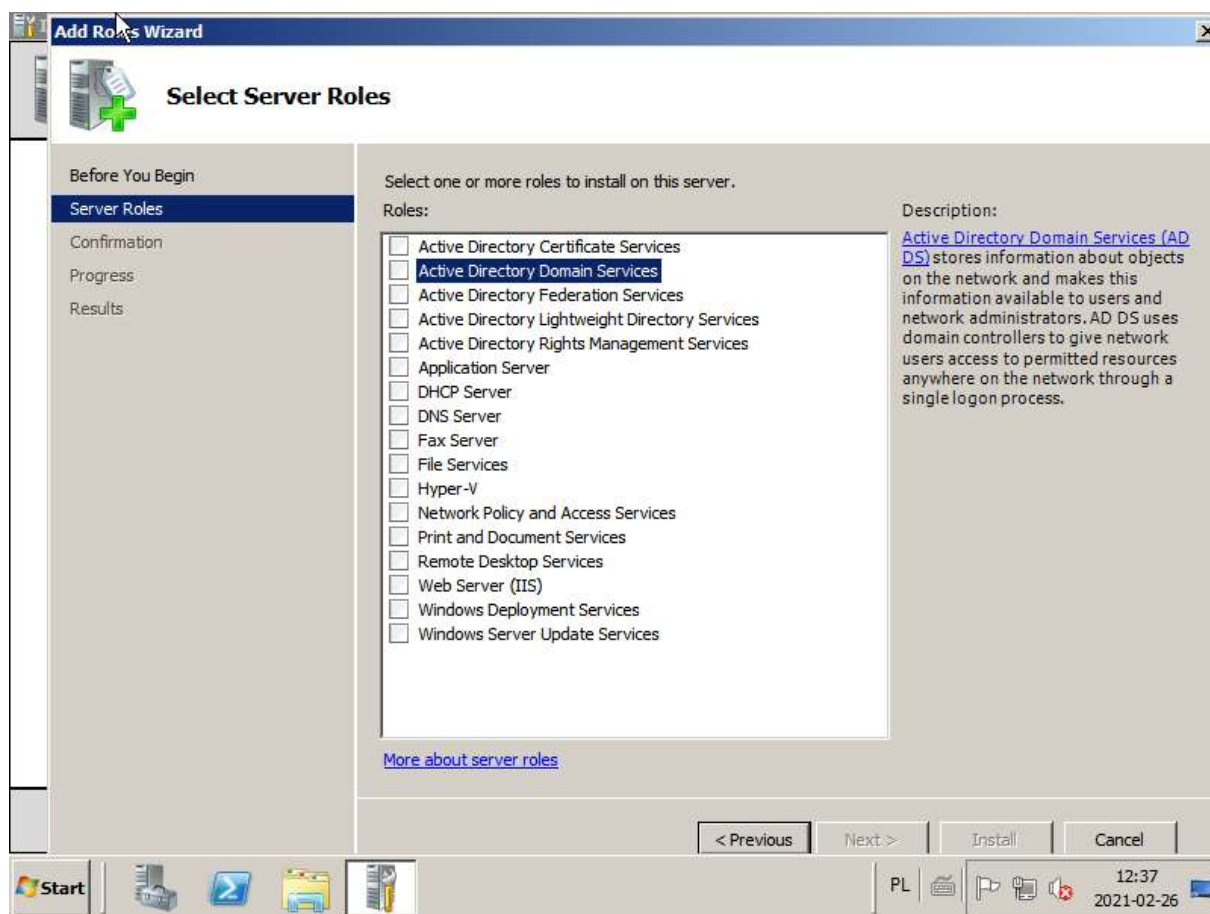 Add Roles Wizard
Select Server Roles
Before You Begin
Server Roles
Confirmation
Progress
Results
Select one or more roles to install on this server.
Roles:
Active Directory Certificate Services
Active Directory Domain Services
Active Directory Federation Services
Active Directory Lightweight Directory Services
Active Directory Rights Management Services
Application Server
DHCP Server
DNS Server
Fax Server
File Services
Hyper-V
Network Policy and Access Services
Print and Document Services
Remote Desktop Services
Web Server (IIS)
Windows Deployment Services
Windows Server Update Services
More about server roles
Description:
Active Directory Domain Services (AD
DS) stores information about objects
on the network and makes this
information available to users and
network administrators. AD DS uses
domain controllers to give network
users access to permitted resources
anywhere on the network through a
single logon process.
< Previous
Next >
Install
Cancel
Start
PL
12:37
2021-02-26